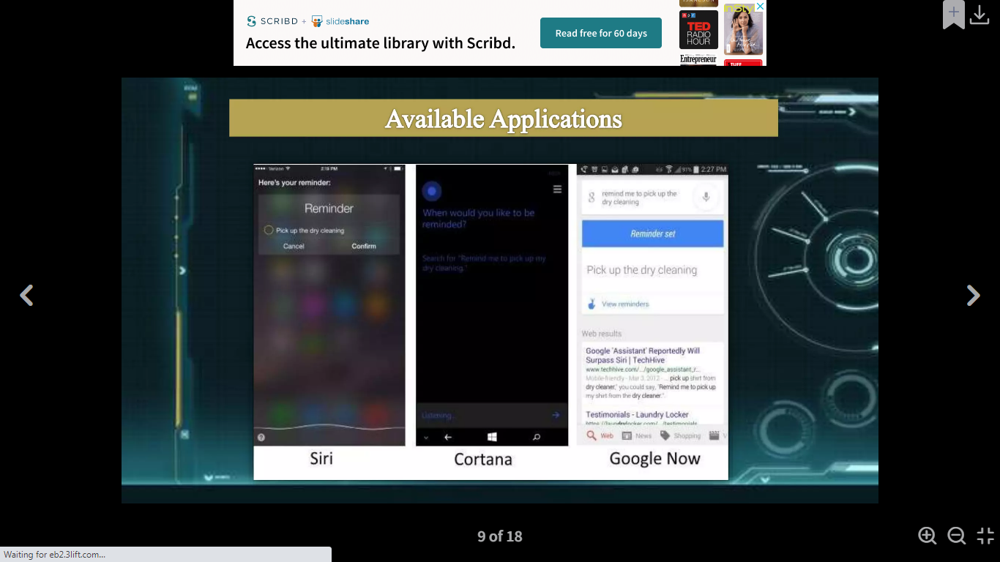 SCRIBD + slideshare
Access the ultimate library with Scribd.
Read free for 60 days
TED
RADIO
HOUR
InStyle
Entrepreneur
Available Applications
Verizon 2:19 PM
Here's your reminder:
Reminder
Pick up the dry cleaning
Cancel Confirm
Siri
When would you like to be
reminded?
Search for "Remind me to pick up my
dry cleaning."
Listening...
Cortana
91% 2:27 PM
g remind me to pick up the
dry cleaning
Reminder set
Pick up the dry cleaning
View reminders
Web results
Google 'Assistant' Reportedly Will
Surpass Siri | TechHive
www.techhive.com/.../google_assistant_r...
Mobile-friendly - Mar 3, 2012 - ... pick up shirt from
dry cleaner," you could say, "Remind me to pick up
my shirt from the dry cleaner."
Testimonials - Laundry Locker
https://laundrylocker.com/.../testimonials
Web News Shopping V
Google Now
9 of 18
Waiting for eb2.3lift.com...